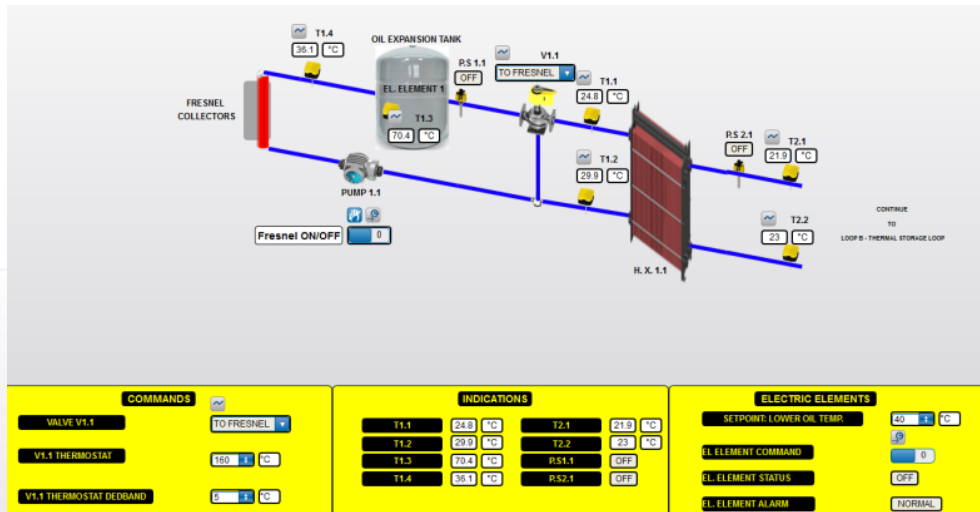 T1.4
36.1 °C
OIL EXPANSION TANK
P.S 1.1
OFF
V1.1
TO FRESNEL
T1.1
24.8 °C
EL. ELEMENT 1
T1.3
70.4 °C
FRESNEL
COLLECTORS
P.S 2.1
OFF
T2.1
21.9 °C
T1.2
29.9 °C
PUMP 1.1
Fresnel ON/OFF 0
T2.2
23 °C
CONTINUE
TO
LOOP B - THERMAL STORAGE LOOP
H. X. 1.1
COMMANDS
VALVE V1.1 TO FRESNEL
V1.1 THERMOSTAT 160 °C
V1.1 THERMOSTAT DEDBAND 5 °C
INDICATIONS
T1.1 24.8 °C T2.1 21.9 °C
T1.2 29.9 °C T2.2 23 °C
T1.3 70.4 °C P.S1.1 OFF
T1.4 36.1 °C P.S2.1 OFF
ELECTRIC ELEMENTS
SETPOINT: LOWER OIL TEMP. 40 °C
EL ELEMENT COMMAND 0
EL. ELEMENT STATUS OFF
EL. ELEMENT ALARM NORMAL